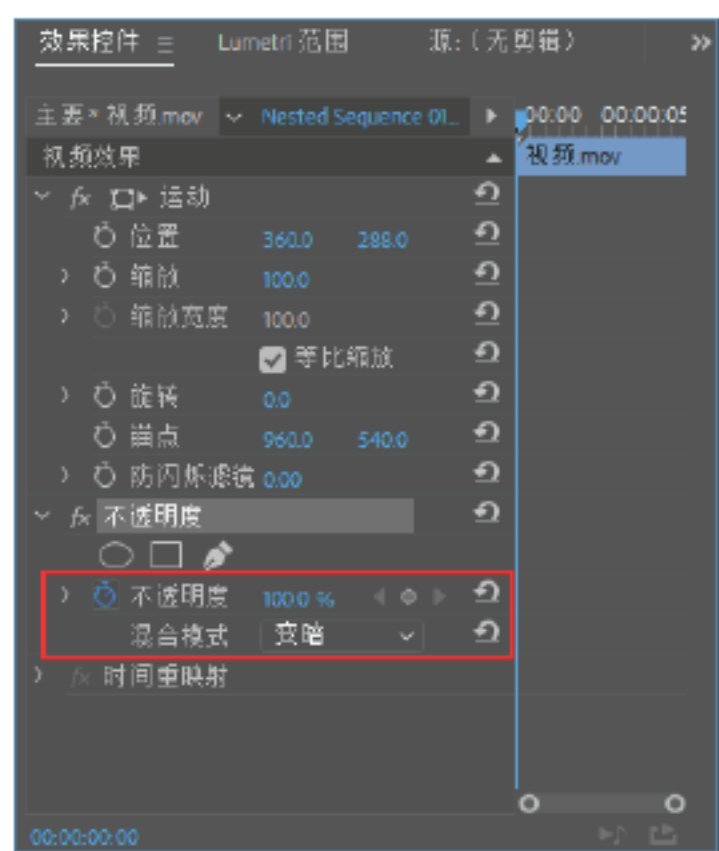 效果控件 ≡ Lumetri 范围 源:(无剪辑) »
主要*视频.mov Nested Sequence 01... 00:00 00:00:05
视频效果 视频.mov
fx 运动
位置 360.0 288.0
缩放 100.0
缩放宽度 100.0
等比缩放
旋转 0.0
锚点 960.0 540.0
防闪烁滤镜 0.00
fx 不透明度
不透明度 100.0 %
混合模式 变暗
fx 时间重映射
00:00:00:00